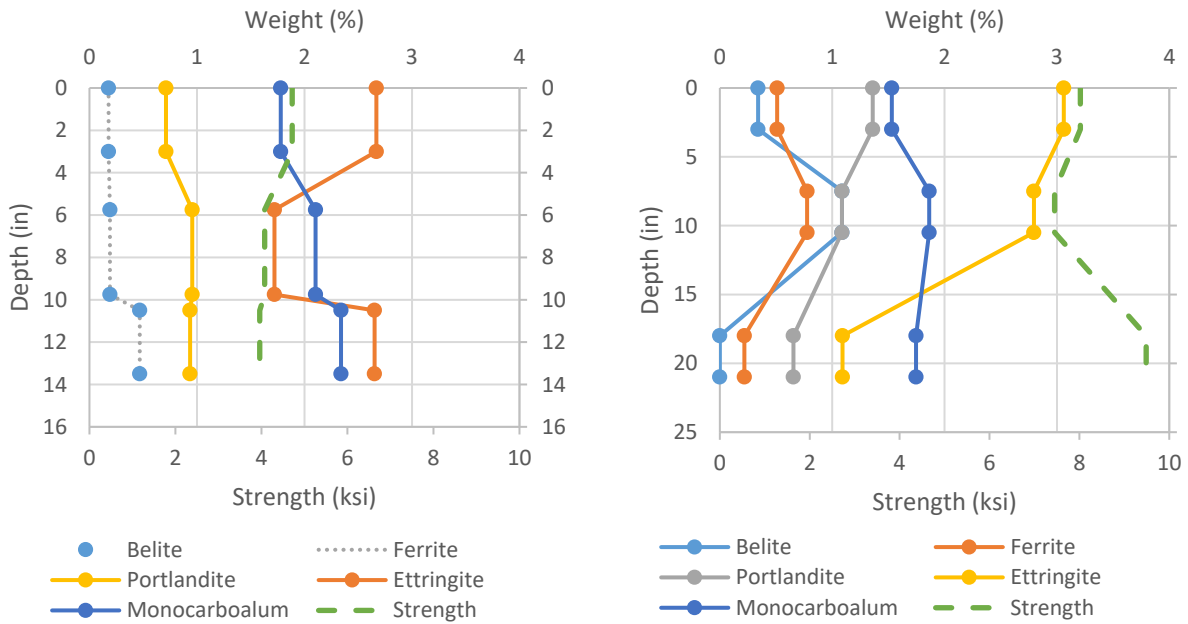 Weight (%)
0 1 2 3 4
0 0
2 2
4 4
6 6
8 8
10 10
12 12
14 14
16 16
Depth (in)
0 2 4 6 8 10
Strength (ksi)
Belite Ferrite
Portlandite Ettringite
Monocarboalum Strength
Weight (%)
0 1 2 3 4
0
5
10
15
20
25
Depth (in)
0 2 4 6 8 10
Strength (ksi)
Belite Ferrite
Portlandite Ettringite
Monocarboalum Strength